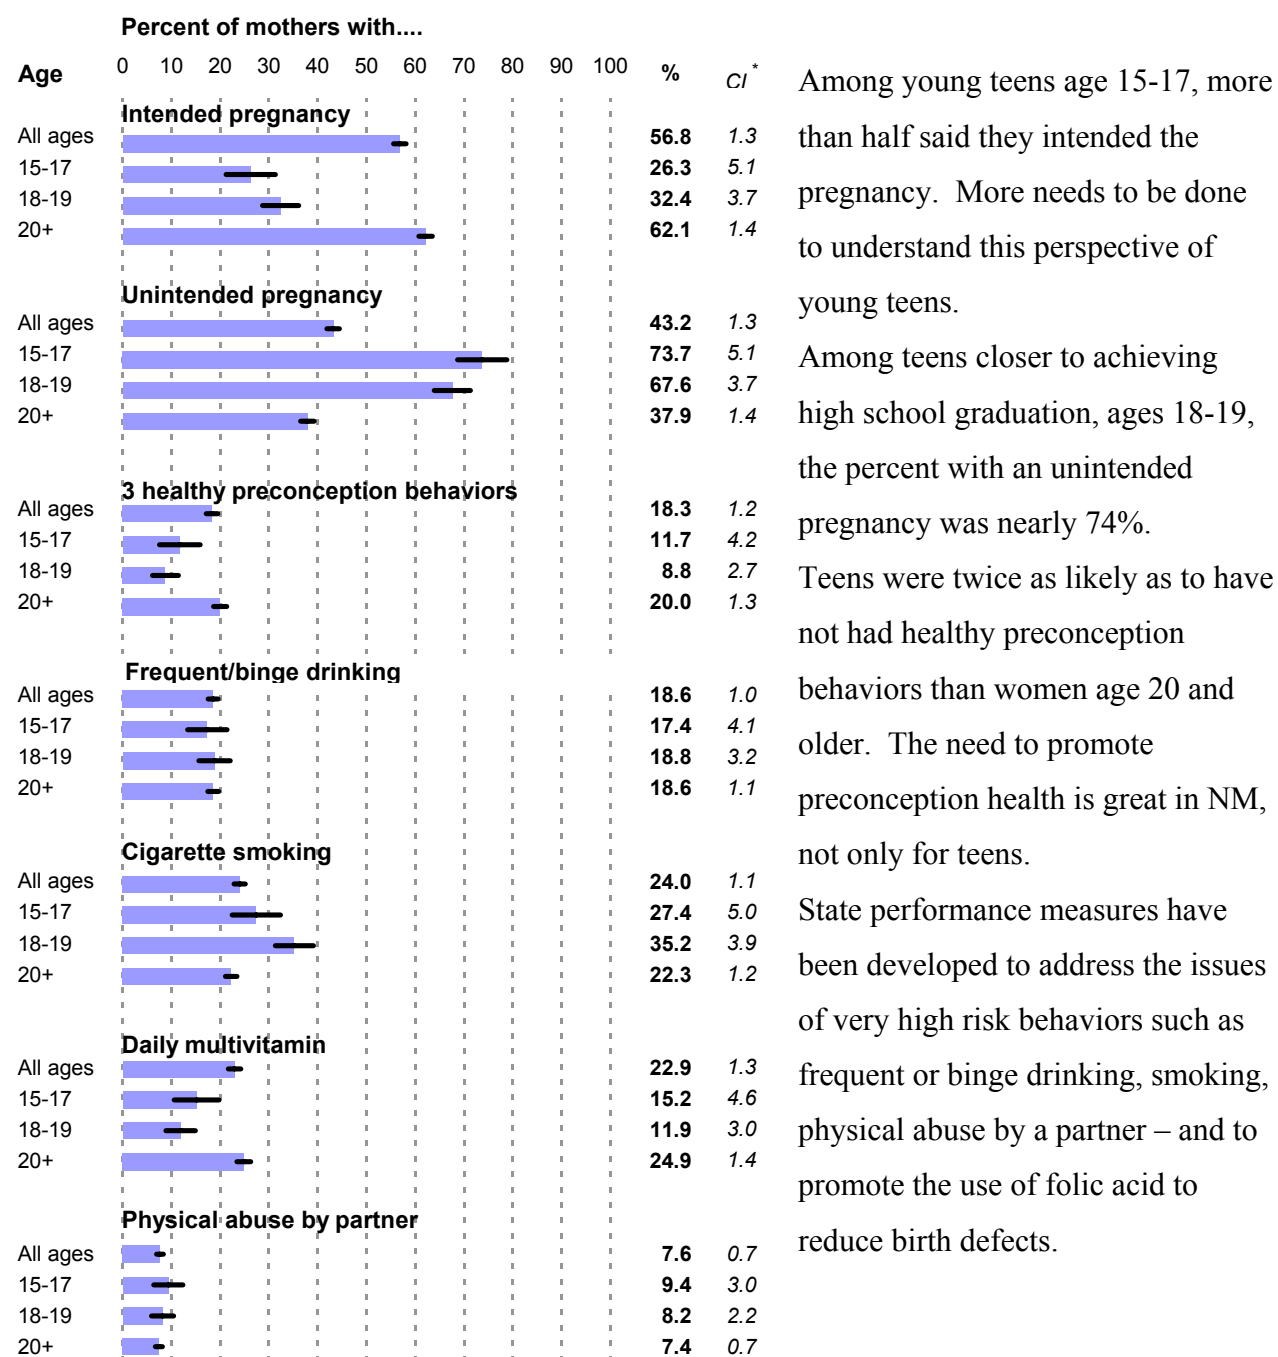 Percent of mothers with....
Age 0 10 20 30 40 50 60 70 80 90 100 % CI *
Intended pregnancy
All ages 56.8 1.3
15-17 26.3 5.1
18-19 32.4 3.7
20+ 62.1 1.4
Unintended pregnancy
All ages 43.2 1.3
15-17 73.7 5.1
18-19 67.6 3.7
20+ 37.9 1.4
3 healthy preconception behaviors
All ages 18.3 1.2
15-17 11.7 4.2
18-19 8.8 2.7
20+ 20.0 1.3
Frequent/binge drinking
All ages 18.6 1.0
15-17 17.4 4.1
18-19 18.8 3.2
20+ 18.6 1.1
Cigarette smoking
All ages 24.0 1.1
15-17 27.4 5.0
18-19 35.2 3.9
20+ 22.3 1.2
Daily multivitamin
All ages 22.9 1.3
15-17 15.2 4.6
18-19 11.9 3.0
20+ 24.9 1.4
Physical abuse by partner
All ages 7.6 0.7
15-17 9.4 3.0
18-19 8.2 2.2
20+ 7.4 0.7
Among young teens age 15-17, more
than half said they intended the
pregnancy. More needs to be done
to understand this perspective of
young teens.
Among teens closer to achieving
high school graduation, ages 18-19,
the percent with an unintended
pregnancy was nearly 74%.
Teens were twice as likely as to have
not had healthy preconception
behaviors than women age 20 and
older. The need to promote
preconception health is great in NM,
not only for teens.
State performance measures have
been developed to address the issues
of very high risk behaviors such as
frequent or binge drinking, smoking,
physical abuse by a partner – and to
promote the use of folic acid to
reduce birth defects.